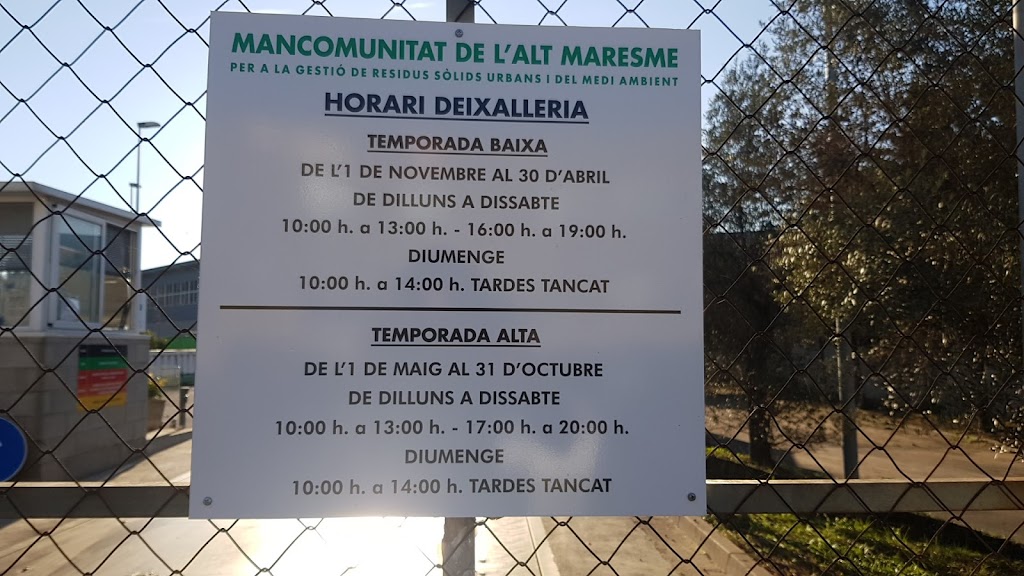 MANCOMUNITAT DE L'ALT MARESME
PER A LA GESTIÓ DE RESIDUS SÒLIDS URBANS I DEL MEDI AMBIENT
HORARI DEIXALLERIA
TEMPORADA BAIXA
DE L'1 DE NOVEMBRE AL 30 D'ABRIL
DE DILLUNS A DISSABTE
10:00 h. a 13:00 h. - 16:00 h. a 19:00 h.
DIUMENGE
10:00 h. a 14:00 h. TARDES TANCAT
TEMPORADA ALTA
DE L'1 DE MAIG AL 31 D'OCTUBRE
DE DILLUNS A DISSABTE
10:00 h. a 13:00 h. - 17:00 h. a 20:00 h.
DIUMENGE
10:00 h. a 14:00 h. TARDES TANCAT